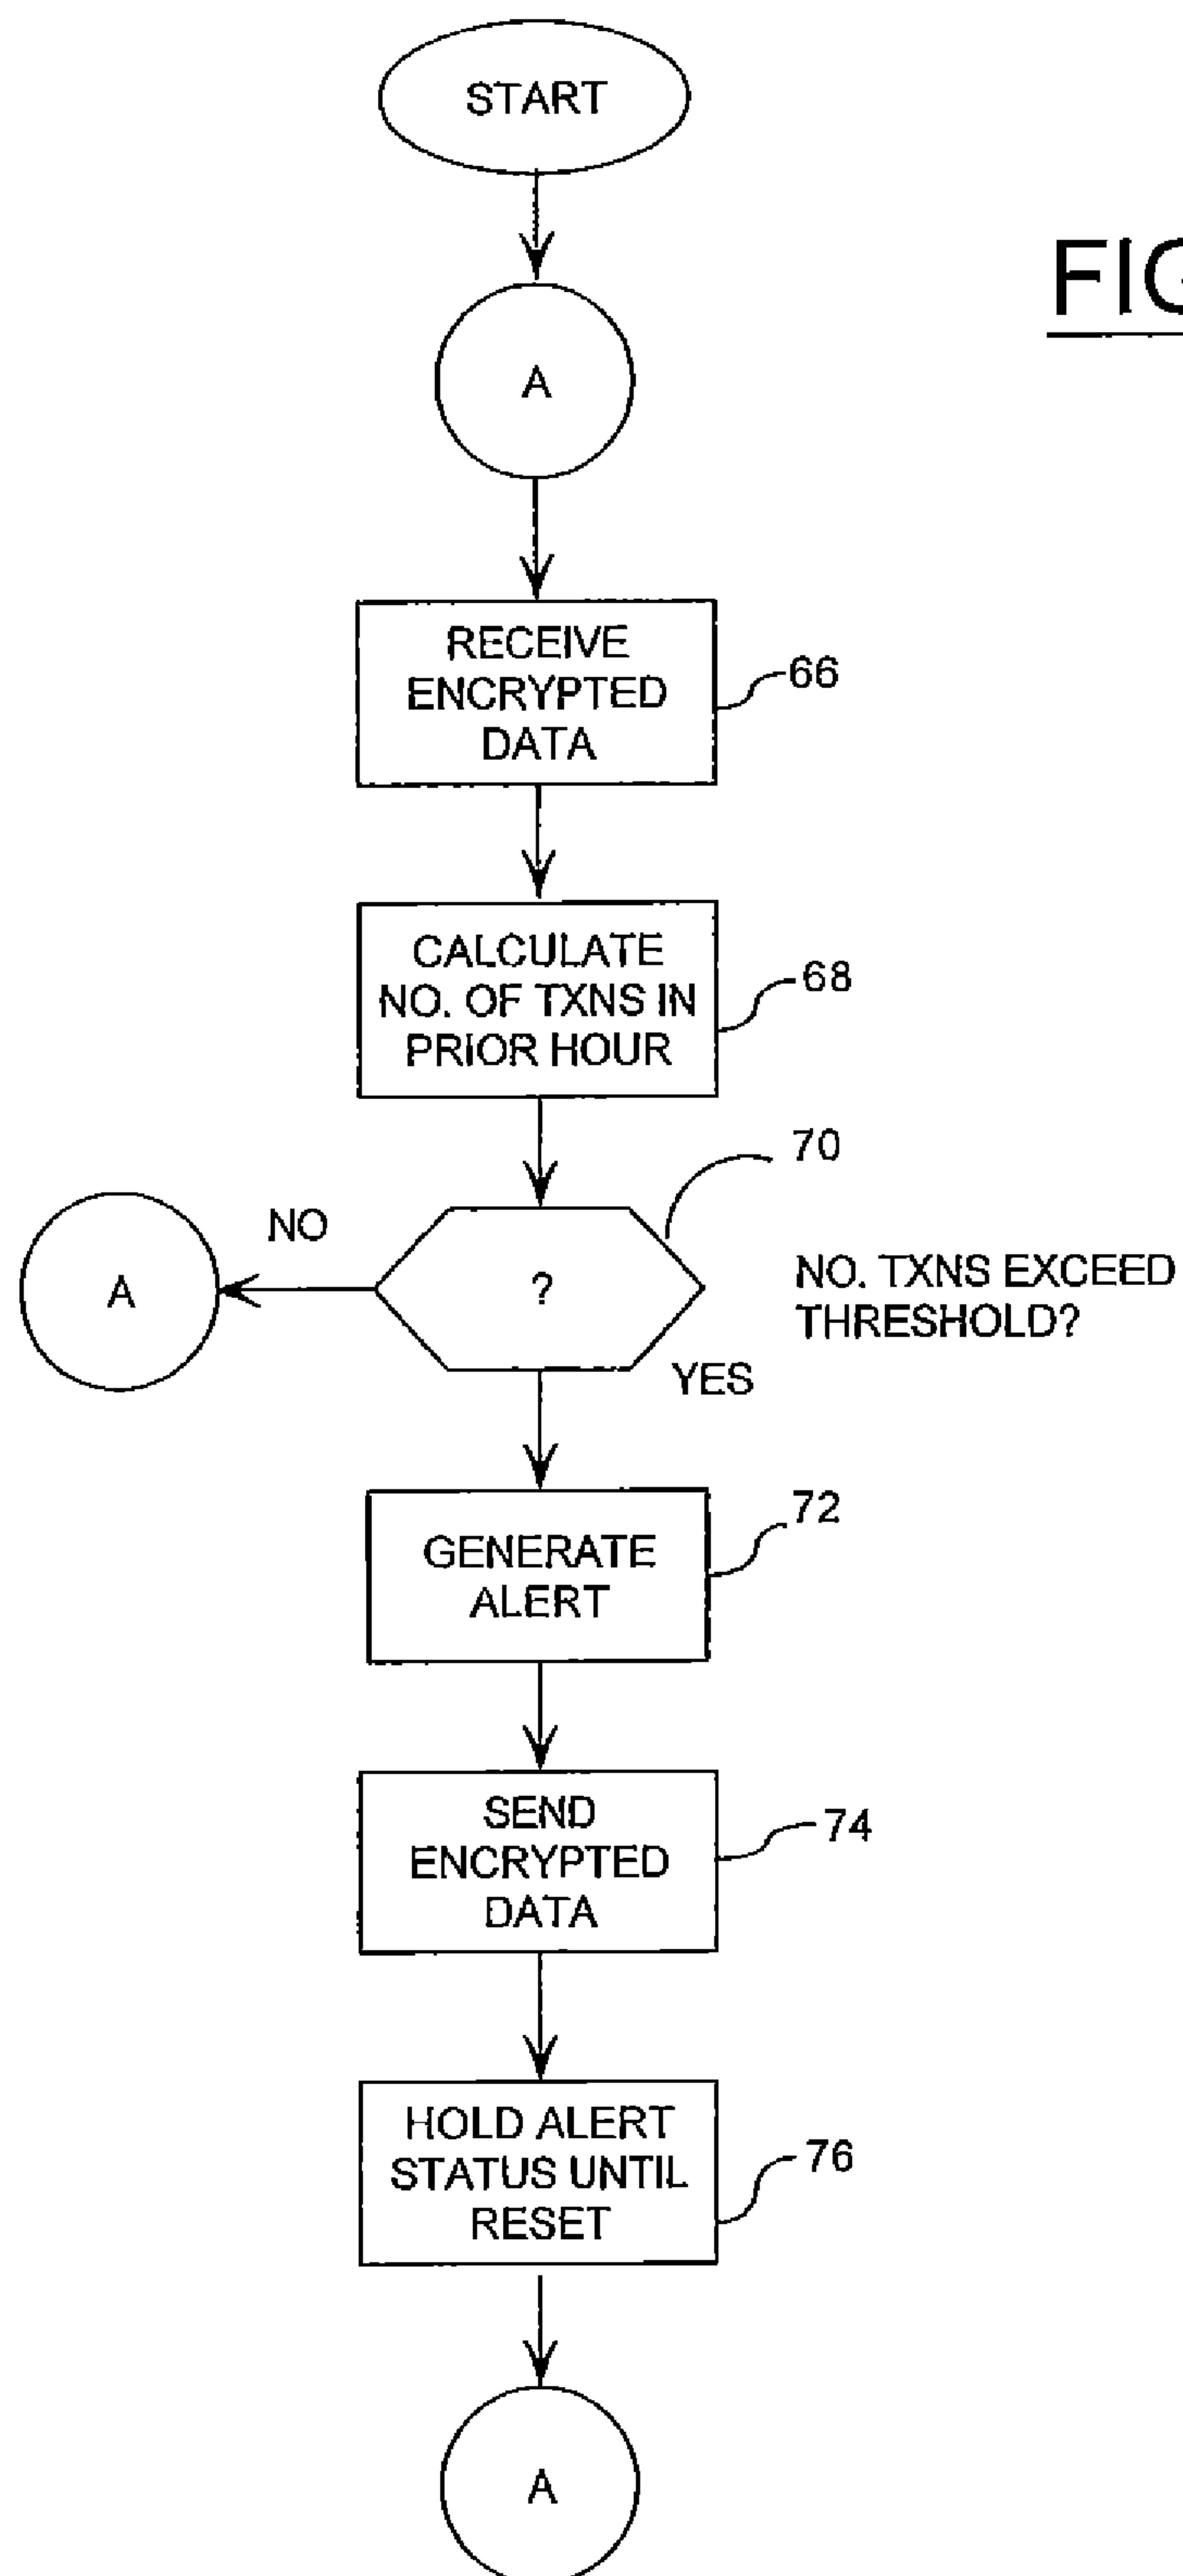 START
FIG
A
RECEIVE
ENCRYPTED
DATA
66
CALCULATE
NO. OF TXNS IN
PRIOR HOUR
68
70
NO
A
?
NO. TXNS EXCEED
THRESHOLD?
YES
GENERATE
ALERT
72
SEND
ENCRYPTED
DATA
74
HOLD ALERT
STATUS UNTIL
RESET
76
A